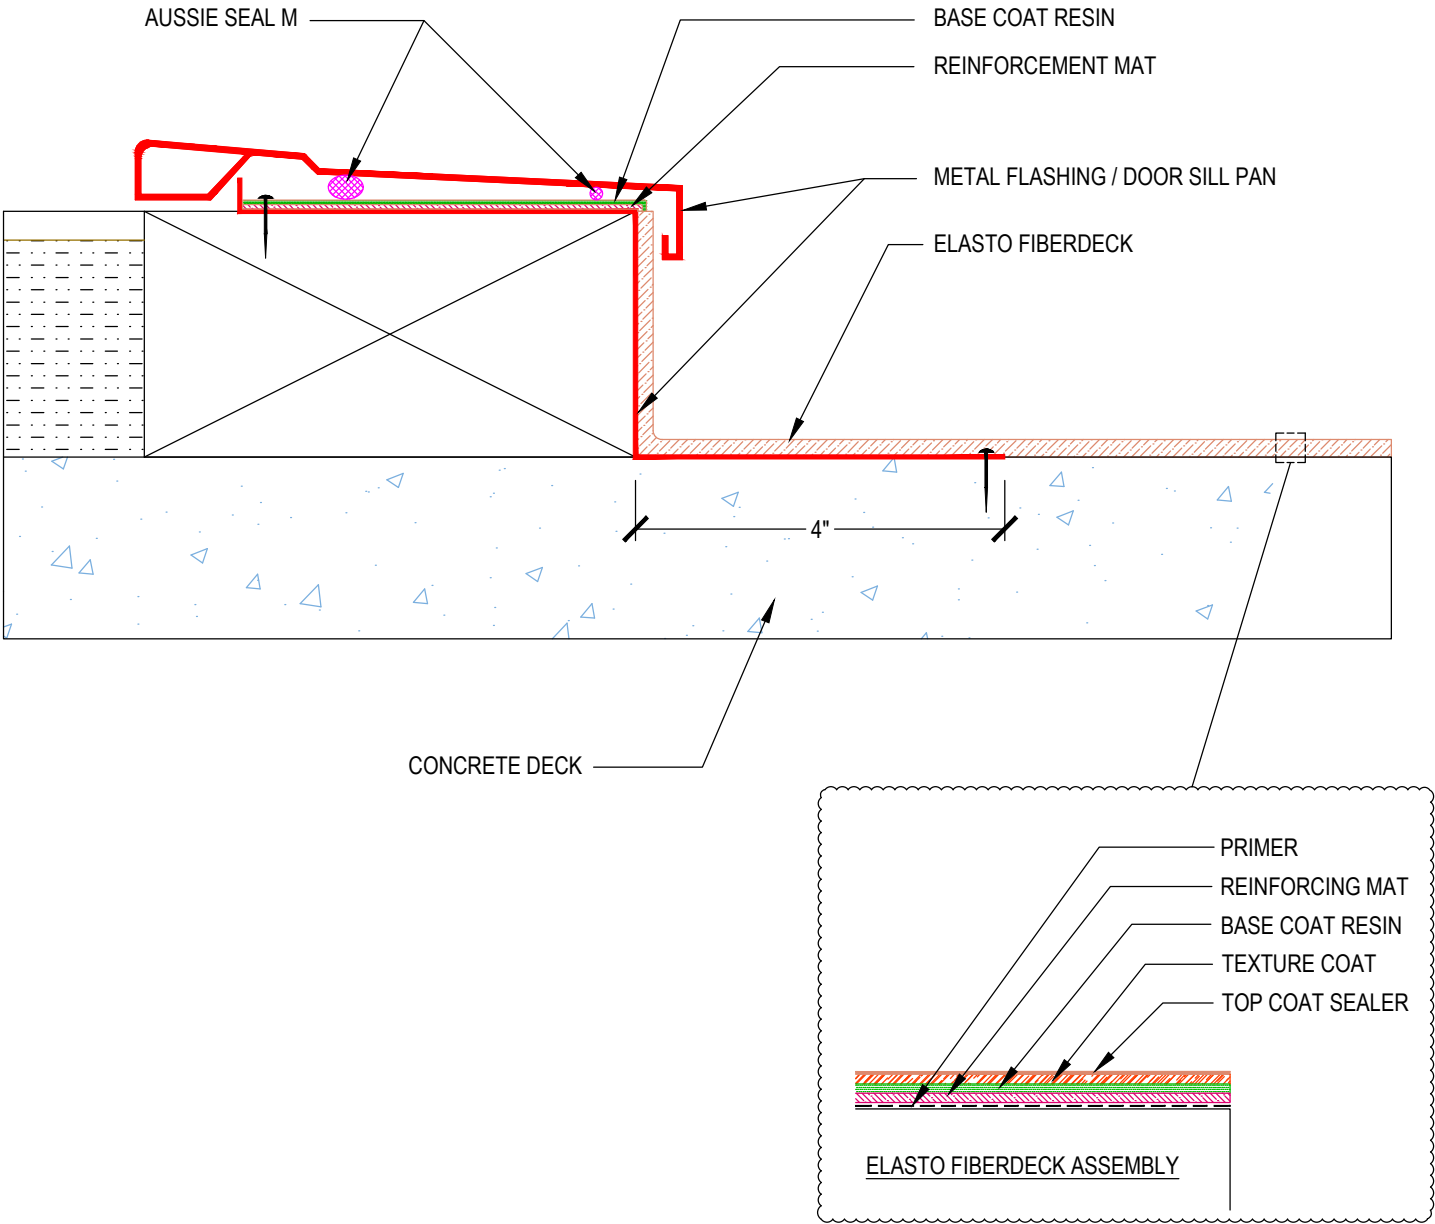 AUSSIE SEAL M
BASE COAT RESIN
REINFORCEMENT MAT
METAL FLASHING / DOOR SILL PAN
ELASTO FIBERDECK
4"
CONCRETE DECK
PRIMER
REINFORCING MAT
BASE COAT RESIN
TEXTURE COAT
TOP COAT SEALER
ELASTO FIBERDECK ASSEMBLY